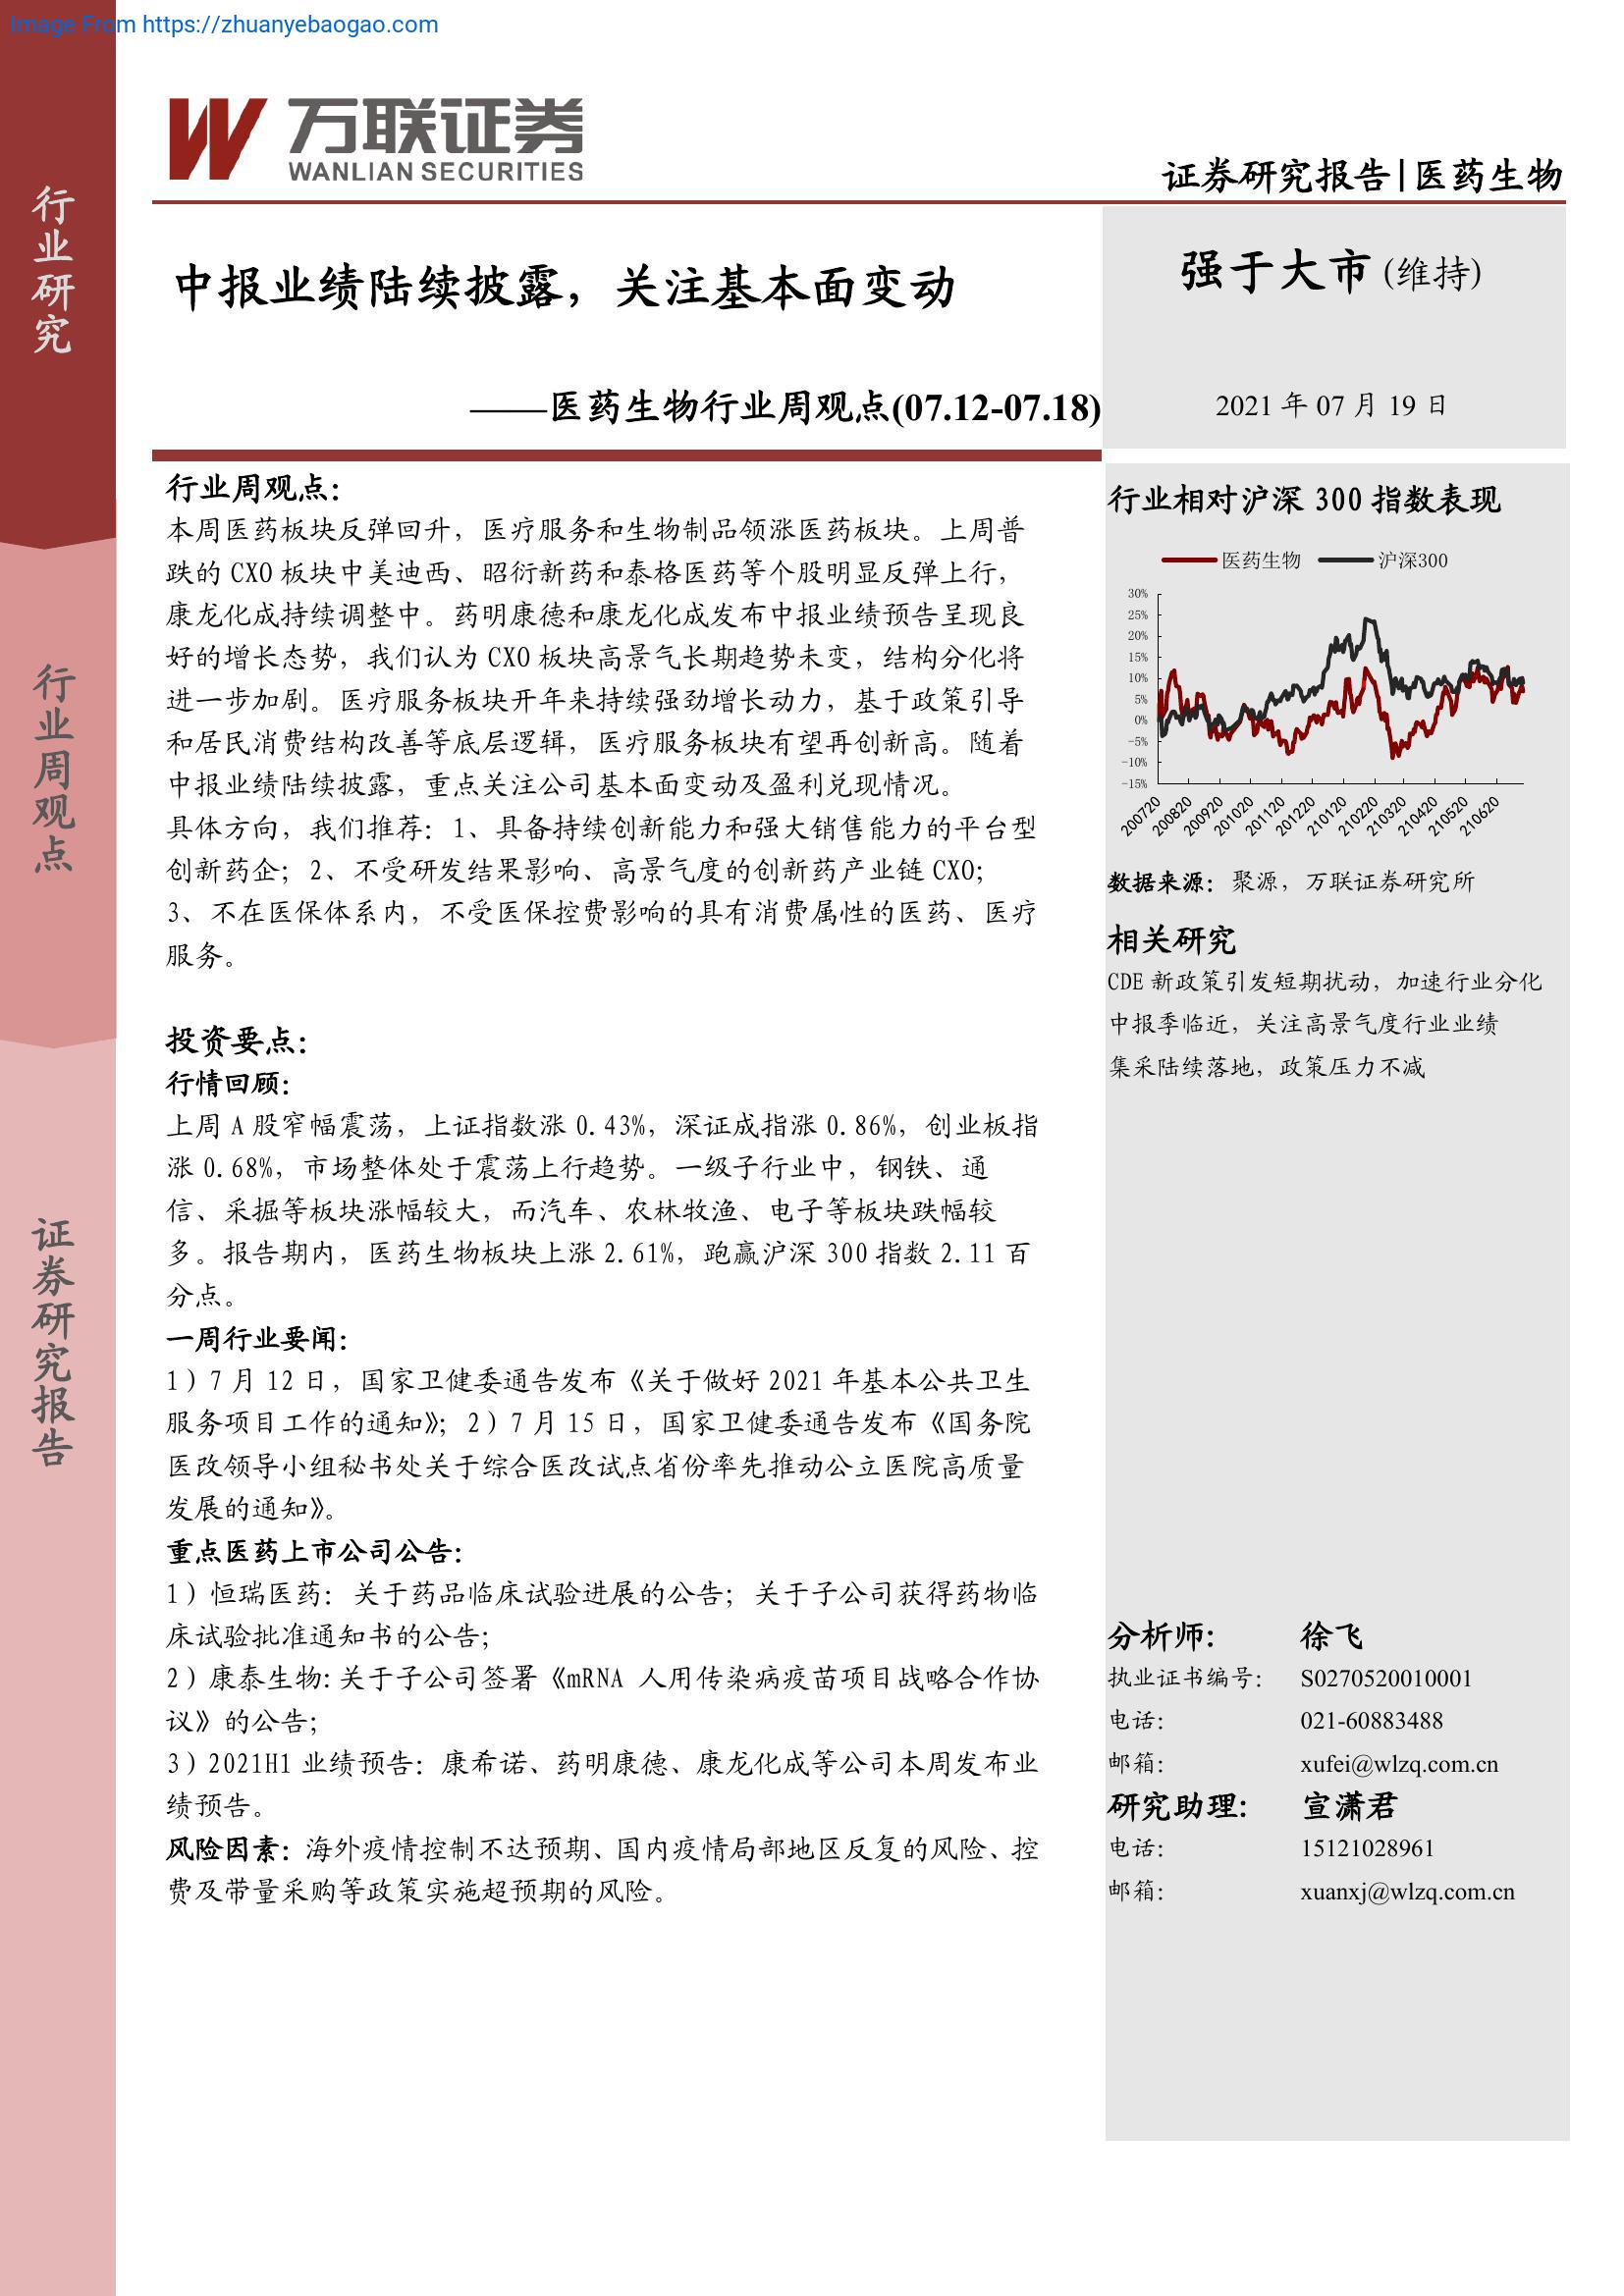 Image From https://zhuanyebaogao.com
万联证券
WANLIAN SECURITIES
证券研究报告|医药生物
行业研究
行业周观点
证券研究报告
中报业绩陆续披露，关注基本面变动
——医药生物行业周观点(07.12-07.18)
强于大市(维持)
2021 年 07 月 19 日
行业周观点：
本周医药板块反弹回升，医疗服务和生物制品领涨医药板块。上周普
跌的 CXO 板块中美迪西、昭衍新药和泰格医药等个股明显反弹上行，
康龙化成持续调整中。药明康德和康龙化成发布中报业绩预告呈现良
好的增长态势，我们认为 CXO 板块高景气长期趋势未变，结构分化将
进一步加剧。医疗服务板块开年来持续强劲增长动力，基于政策引导
和居民消费结构改善等底层逻辑，医疗服务板块有望再创新高。随着
中报业绩陆续披露，重点关注公司基本面变动及盈利兑现情况。
具体方向，我们推荐：1、具备持续创新能力和强大销售能力的平台型
创新药企；2、不受研发结果影响、高景气度的创新药产业链 CXO；
3、不在医保体系内，不受医保控费影响的具有消费属性的医药、医疗
服务。
投资要点：
行情回顾：
上周 A 股窄幅震荡，上证指数涨 0.43%，深证成指涨 0.86%，创业板指
涨 0.68%，市场整体处于震荡上行趋势。一级子行业中，钢铁、通
信、采掘等板块涨幅较大，而汽车、农林牧渔、电子等板块跌幅较
多。报告期内，医药生物板块上涨 2.61%，跑赢沪深 300 指数 2.11 百
分点。
一周行业要闻：
1）7 月 12 日，国家卫健委通告发布《关于做好 2021 年基本公共卫生
服务项目工作的通知》；2）7 月 15 日，国家卫健委通告发布《国务院
医改领导小组秘书处关于综合医改试点省份率先推动公立医院高质量
发展的通知》。
重点医药上市公司公告：
1）恒瑞医药：关于药品临床试验进展的公告；关于子公司获得药物临
床试验批准通知书的公告；
2）康泰生物：关于子公司签署《mRNA 人用传染病疫苗项目战略合作协
议》的公告；
3）2021H1 业绩预告：康希诺、药明康德、康龙化成等公司本周发布业
绩预告。
风险因素：海外疫情控制不达预期、国内疫情局部地区反复的风险、控
费及带量采购等政策实施超预期的风险。
行业相对沪深 300 指数表现
医药生物 沪深300
30%
25%
20%
15%
10%
5%
0%
-5%
-10%
-15%
200720 200820 200920 201020 201120 201220 210120 210220 210320 210420 210520 210620
数据来源：聚源，万联证券研究所
相关研究
CDE 新政策引发短期扰动，加速行业分化
中报季临近，关注高景气度行业业绩
集采陆续落地，政策压力不减
分析师： 徐飞
执业证书编号： S0270520010001
电话： 021-60883488
邮箱： xufei@wlzq.com.cn
研究助理： 宣潇君
电话： 15121028961
邮箱： xuanxj@wlzq.com.cn